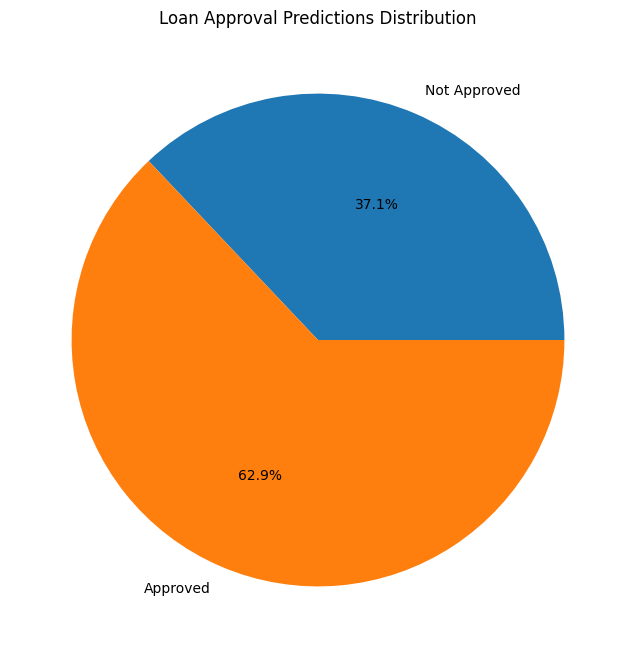 Loan Approval Predictions Distribution
Not Approved
37.1%
62.9%
Approved